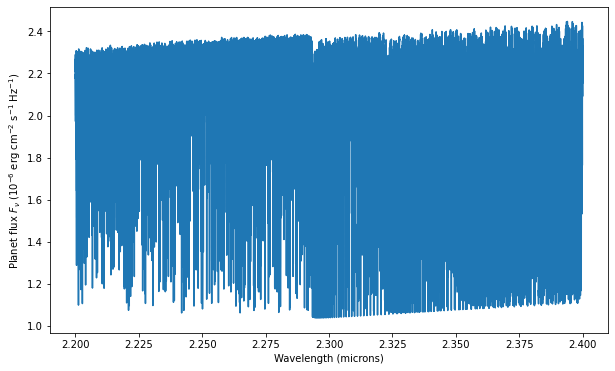 2.4
2.2
2.0
1.8
1.6
1.4
1.2
1.0
Planet flux $F_\nu$ ($10^{-6}$ erg cm$^{-2}$ s$^{-1}$ Hz$^{-1}$)
2.200 2.225 2.250 2.275 2.300 2.325 2.350 2.375 2.400
Wavelength (microns)